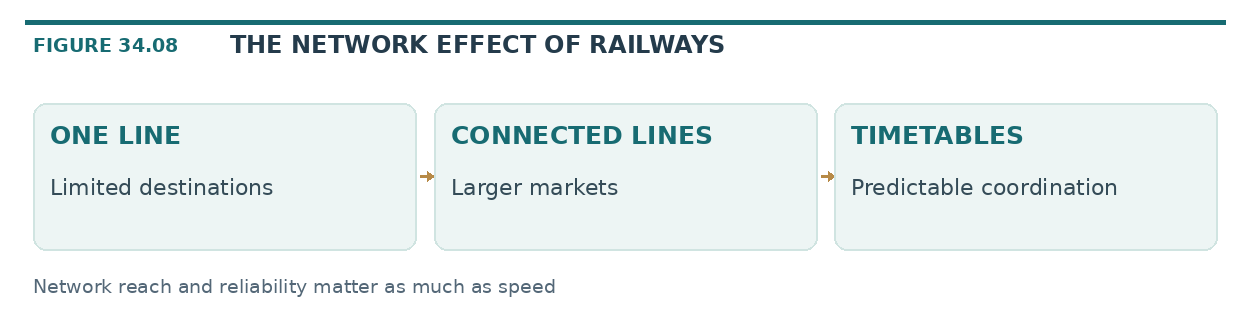 FIGURE 34.08 THE NETWORK EFFECT OF RAILWAYS
ONE LINE
Limited destinations
CONNECTED LINES
Larger markets
TIMETABLES
Predictable coordination
Network reach and reliability matter as much as speed